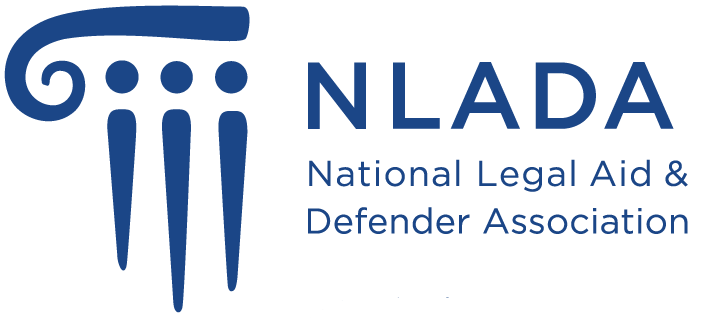 NLADA
National Legal Aid &
Defender Association